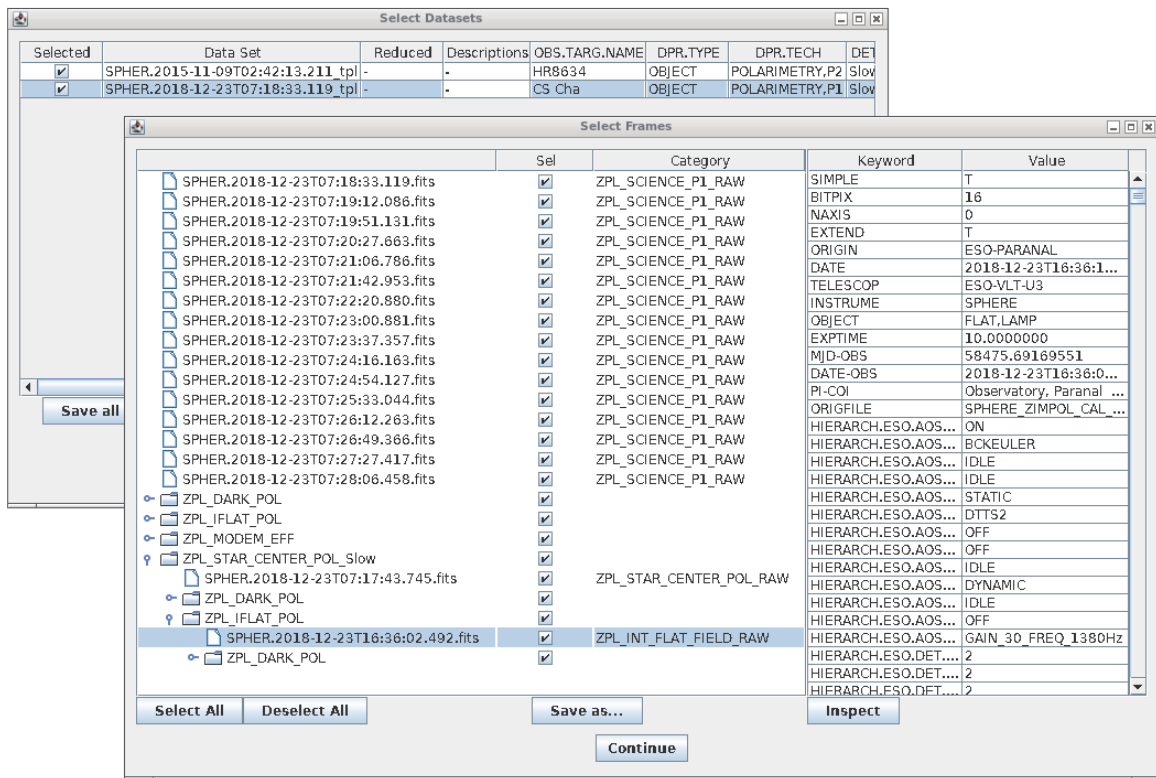 Select Datasets
Selected Data Set Reduced Descriptions OBS.TARG.NAME DPR.TYPE DPR.TECH DET
SPHER.2015-11-09T02:42:13.211_tpl - - HR8634 OBJECT POLARIMETRY,P2 Slow
SPHER.2018-12-23T07:18:33.119_tpl - - CS Cha OBJECT POLARIMETRY,P1 Slow
Save all
Select Frames
Sel Category Keyword Value
SPHER.2018-12-23T07:18:33.119.fits ZPL_SCIENCE_P1_RAW
SPHER.2018-12-23T07:19:12.086.fits ZPL_SCIENCE_P1_RAW
SPHER.2018-12-23T07:19:51.131.fits ZPL_SCIENCE_P1_RAW
SPHER.2018-12-23T07:20:27.663.fits ZPL_SCIENCE_P1_RAW
SPHER.2018-12-23T07:21:06.786.fits ZPL_SCIENCE_P1_RAW
SPHER.2018-12-23T07:21:42.953.fits ZPL_SCIENCE_P1_RAW
SPHER.2018-12-23T07:22:20.880.fits ZPL_SCIENCE_P1_RAW
SPHER.2018-12-23T07:23:00.881.fits ZPL_SCIENCE_P1_RAW
SPHER.2018-12-23T07:23:37.357.fits ZPL_SCIENCE_P1_RAW
SPHER.2018-12-23T07:24:16.163.fits ZPL_SCIENCE_P1_RAW
SPHER.2018-12-23T07:24:54.127.fits ZPL_SCIENCE_P1_RAW
SPHER.2018-12-23T07:25:33.044.fits ZPL_SCIENCE_P1_RAW
SPHER.2018-12-23T07:26:12.263.fits ZPL_SCIENCE_P1_RAW
SPHER.2018-12-23T07:26:49.366.fits ZPL_SCIENCE_P1_RAW
SPHER.2018-12-23T07:27:27.417.fits ZPL_SCIENCE_P1_RAW
SPHER.2018-12-23T07:28:06.458.fits ZPL_SCIENCE_P1_RAW
ZPL_DARK_POL
ZPL_IFLAT_POL
ZPL_MODEM_EFF
ZPL_STAR_CENTER_POL_Slow
SPHER.2018-12-23T07:17:43.745.fits ZPL_STAR_CENTER_POL_RAW
ZPL_DARK_POL
ZPL_IFLAT_POL
SPHER.2018-12-23T16:36:02.492.fits ZPL_INT_FLAT_FIELD_RAW
ZPL_DARK_POL
SIMPLE T
BITPIX 16
NAXIS 0
EXTEND T
ORIGIN ESO-PARANAL
DATE 2018-12-23T16:36:1...
TELESCOP ESO-VLT-U3
INSTRUME SPHERE
OBJECT FLAT,LAMP
EXPTIME 10.0000000
MJD-OBS 58475.69169551
DATE-OBS 2018-12-23T16:36:0...
PI-COI Observatory, Paranal ...
ORIGFILE SPHERE_ZIMPOL_CAL_...
HIERARCH.ESO.AOS... ON
HIERARCH.ESO.AOS... BCKEULER
HIERARCH.ESO.AOS... IDLE
HIERARCH.ESO.AOS... IDLE
HIERARCH.ESO.AOS... STATIC
HIERARCH.ESO.AOS... DTTS2
HIERARCH.ESO.AOS... OFF
HIERARCH.ESO.AOS... OFF
HIERARCH.ESO.AOS... IDLE
HIERARCH.ESO.AOS... DYNAMIC
HIERARCH.ESO.AOS... IDLE
HIERARCH.ESO.AOS... OFF
HIERARCH.ESO.AOS... GAIN_30_FREQ_1380Hz
HIERARCH.ESO.DET.... 2
HIERARCH.ESO.DET.... 2
HIERARCH.ESO.DET.... 2
Select All Deselect All Save as... Inspect
Continue